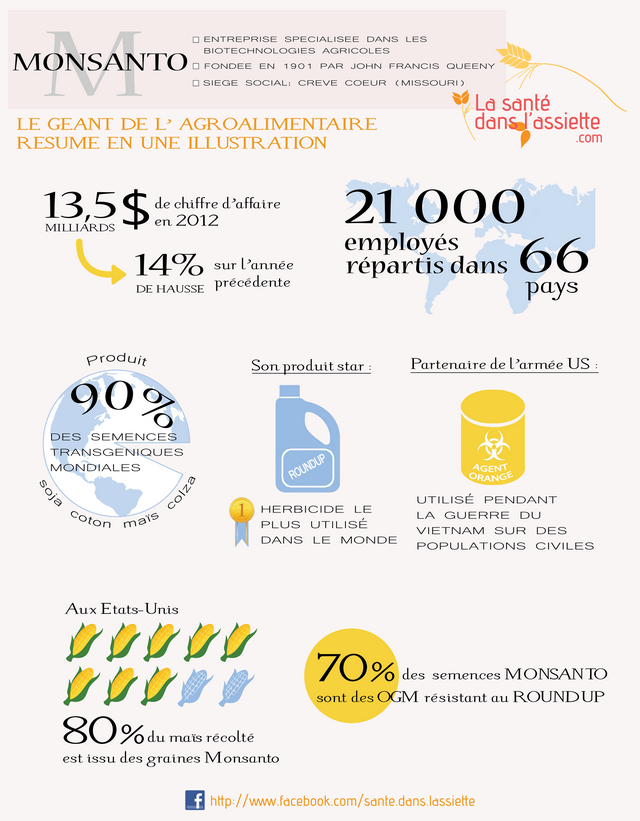 M
MONSANTO
□ ENTREPRISE SPECIALISEE DANS LES
BIOTECHNOLOGIES AGRICOLES
□ FONDEE EN 1901 PAR JOHN FRANCIS QUEENY
□ SIEGE SOCIAL: CREVE COEUR (MISSOURI)
La santé
dans l'assiette
.com
LE GEANT DE L' AGROALIMENTAIRE
RESUME EN UNE ILLUSTRATION
13,5 $
MILLIARDS
de chiffre d'affaire
en 2012
14%
DE HAUSSE
sur l'année
précédente
21 000
employés
répartis dans 66
pays
Produit
90%
DES SEMENCES
TRANSGENIQUES
MONDIALES
soja coton maïs colza
Son produit star :
ROUNDUP
1
HERBICIDE LE
PLUS UTILISÉ
DANS LE MONDE
Partenaire de l'armée US :
AGENT
ORANGE
UTILISÉ PENDANT
LA GUERRE DU
VIETNAM SUR DES
POPULATIONS CIVILES
Aux Etats-Unis
80% du maïs récolté
est issu des graines Monsanto
70% des semences MONSANTO
sont des OGM résistant au ROUNDUP
f http://www.facebook.com/sante.dans.lassiette